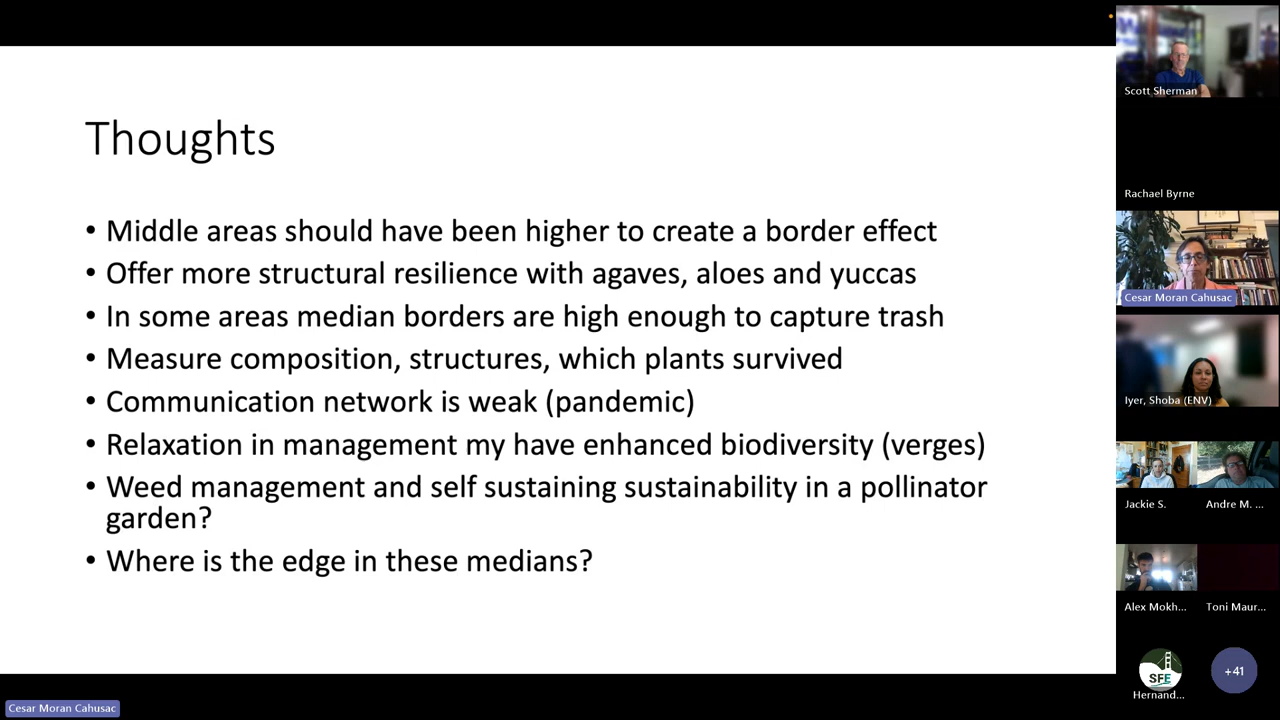 Thoughts
• Middle areas should have been higher to create a border effect
• Offer more structural resilience with agaves, aloes and yuccas
• In some areas median borders are high enough to capture trash
• Measure composition, structures, which plants survived
• Communication network is weak (pandemic)
• Relaxation in management my have enhanced biodiversity (verges)
• Weed management and self sustaining sustainability in a pollinator
garden?
• Where is the edge in these medians?
Scott Sherman
Rachael Byrne
Cesar Moran Cahusac
Iyer, Shoba (ENV)
Jackie S.
Andre M. ...
Alex Mokh...
Toni Maur...
SFE
Hernand...
+41
Cesar Moran Cahusac